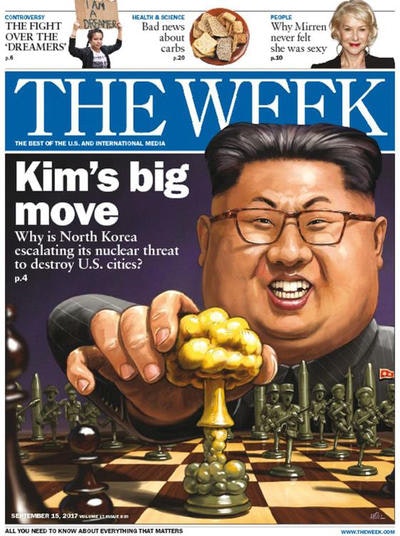 CONTROVERSY
THE FIGHT
OVER THE
‘DREAMERS’
p.6
I AM
A
DREAMER
HEALTH & SCIENCE
Bad news
about
carbs
p.20
PEOPLE
Why Mirren
never felt
she was sexy
p.10
THE WEEK
THE BEST OF THE U.S. AND INTERNATIONAL MEDIA
Kim’s big
move
Why is North Korea
escalating its nuclear threat
to destroy U.S. cities?
p.4
SEPTEMBER 15, 2017
ALL YOU NEED TO KNOW ABOUT EVERYTHING THAT MATTERS
WWW.THEWEEK.COM